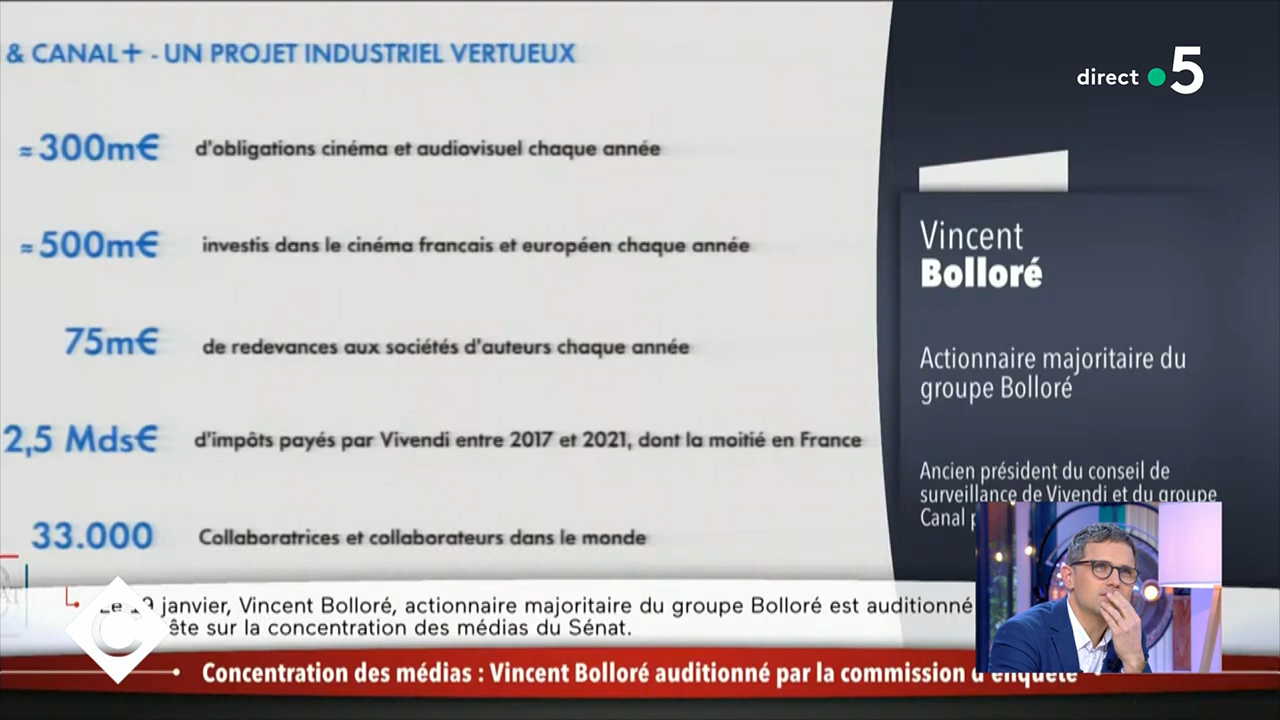 & CANAL+ - UN PROJET INDUSTRIEL VERTUEUX
≈300m€ d'obligations cinéma et audiovisuel chaque année
≈500m€ investis dans le cinéma français et européen chaque année
75m€ de redevances aux sociétés d'auteurs chaque année
2,5 Mds€ d'impôts payés par Vivendi entre 2017 et 2021, dont la moitié en France
33.000 Collaboratrices et collaborateurs dans le monde
direct 5
Vincent
Bolloré
Actionnaire majoritaire du
groupe Bolloré
Ancien président du conseil de
surveillance de Vivendi et du groupe
Canal
Le 19 janvier, Vincent Bolloré, actionnaire majoritaire du groupe Bolloré est auditionné
ête sur la concentration des médias du Sénat.
C
Concentration des médias : Vincent Bolloré auditionné par la commission d'enquête